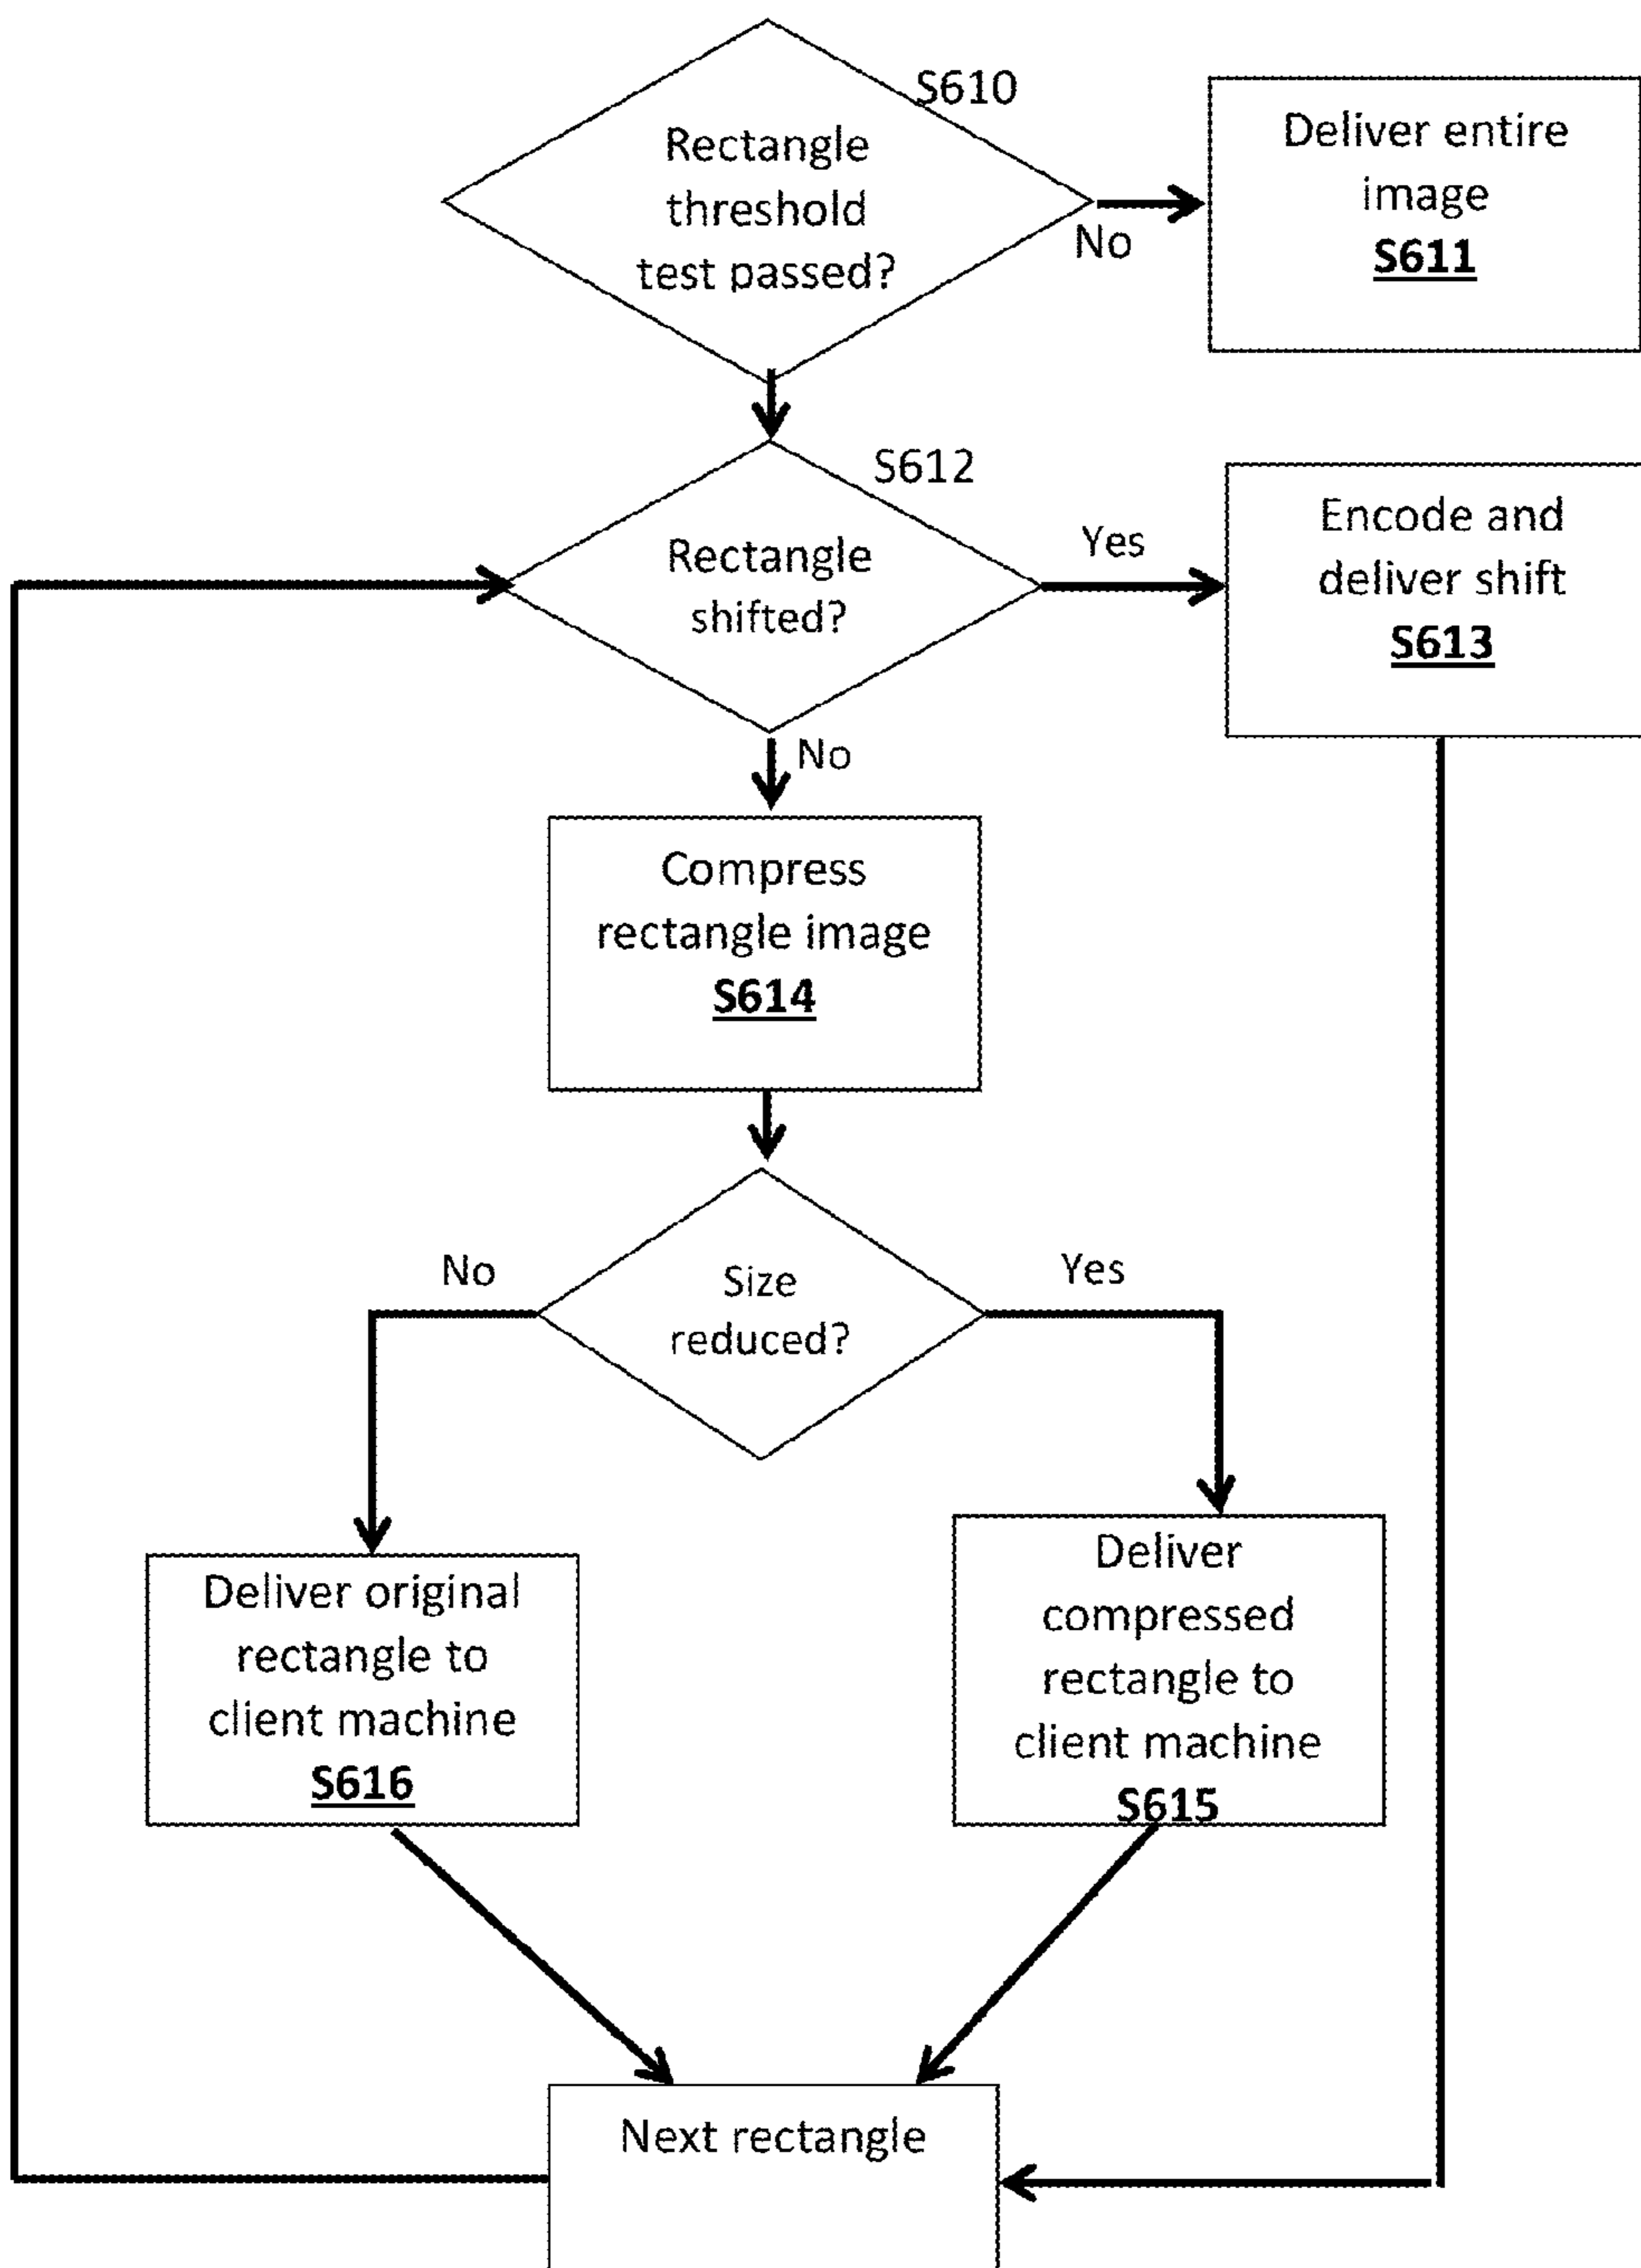 S610
Rectangle
threshold
test passed?
No
Deliver entire
image
S611
S612
Rectangle
shifted?
Yes
Encode and
deliver shift
S613
No
Compress
rectangle image
S614
Size
reduced?
No
Yes
Deliver original
rectangle to
client machine
S616
Deliver
compressed
rectangle to
client machine
S615
Next rectangle